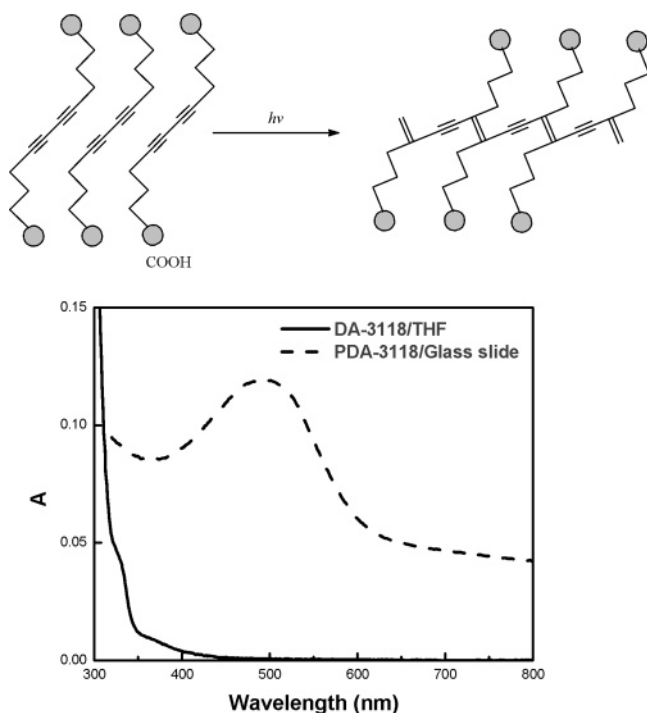 hν
COOH
0.15
0.10
0.05
0.00
A
DA-3118/THF
PDA-3118/Glass slide
300 400 500 600 700 800
Wavelength (nm)